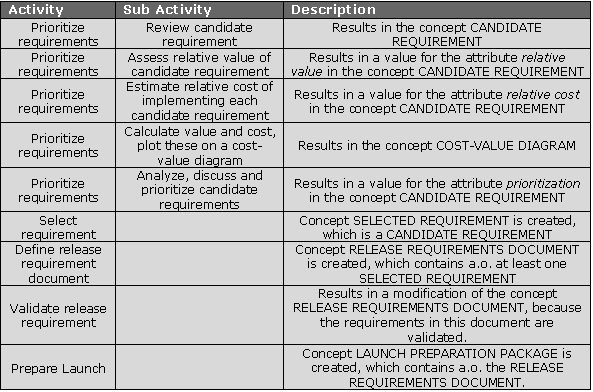 Activity Sub Activity Description
Prioritize requirements
Review candidate requirement
Results in the concept CANDIDATE REQUIREMENT
Prioritize requirements
Assess relative value of candidate requirement
Results in a value for the attribute relative value in the concept CANDIDATE REQUIREMENT
Prioritize requirements
Estimate relative cost of implementing each candidate requirement
Results in a value for the attribute relative cost in the concept CANDIDATE REQUIREMENT
Prioritize requirements
Calculate value and cost, plot these on a cost-value diagram
Results in the concept COST-VALUE DIAGRAM
Prioritize requirements
Analyze, discuss and prioritize candidate requirements
Results in a value for the attribute prioritization in the concept CANDIDATE REQUIREMENT
Select requirement
Concept SELECTED REQUIREMENT is created, which is a CANDIDATE REQUIREMENT
Define release requirement document
Concept RELEASE REQUIREMENTS DOCUMENT is created, which contains a.o. at least one SELECTED REQUIREMENT
Validate release requirement
Results in a modification of the concept RELEASE REQUIREMENTS DOCUMENT, because the requirements in this document are validated.
Prepare Launch
Concept LAUNCH PREPARATION PACKAGE is created, which contains a.o. the RELEASE REQUIREMENTS DOCUMENT.